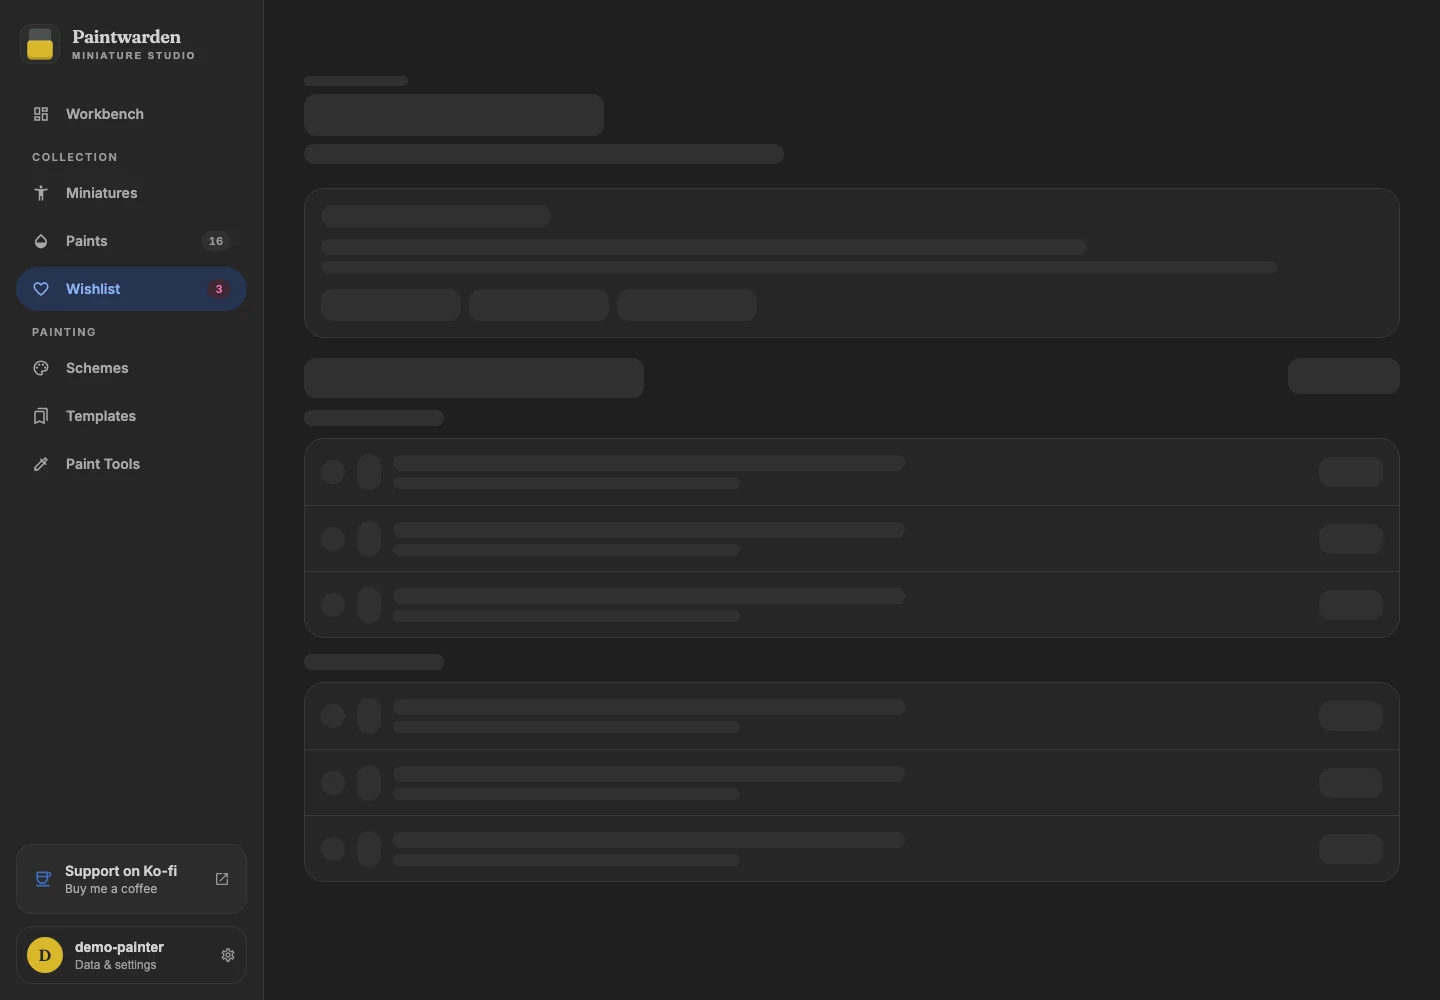 Paintwarden
MINIATURE STUDIO
Workbench
COLLECTION
Miniatures
Paints 16
Wishlist 3
PAINTING
Schemes
Templates
Paint Tools
Support on Ko-fi
Buy me a coffee
D
demo-painter
Data & settings